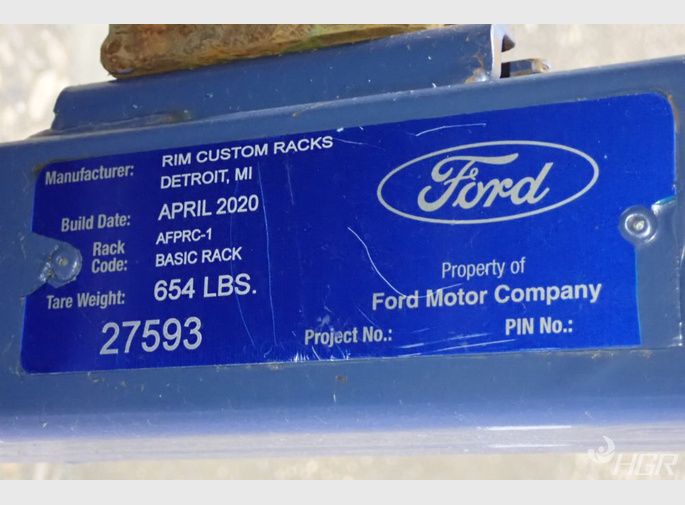 Manufacturer: RIM CUSTOM RACKS
DETROIT, MI
Build Date: APRIL 2020
Rack Code: AFPRC-1
BASIC RACK
Tare Weight: 654 LBS.
27593
Ford
Property of
Ford Motor Company
Project No.: PIN No.:
HGR